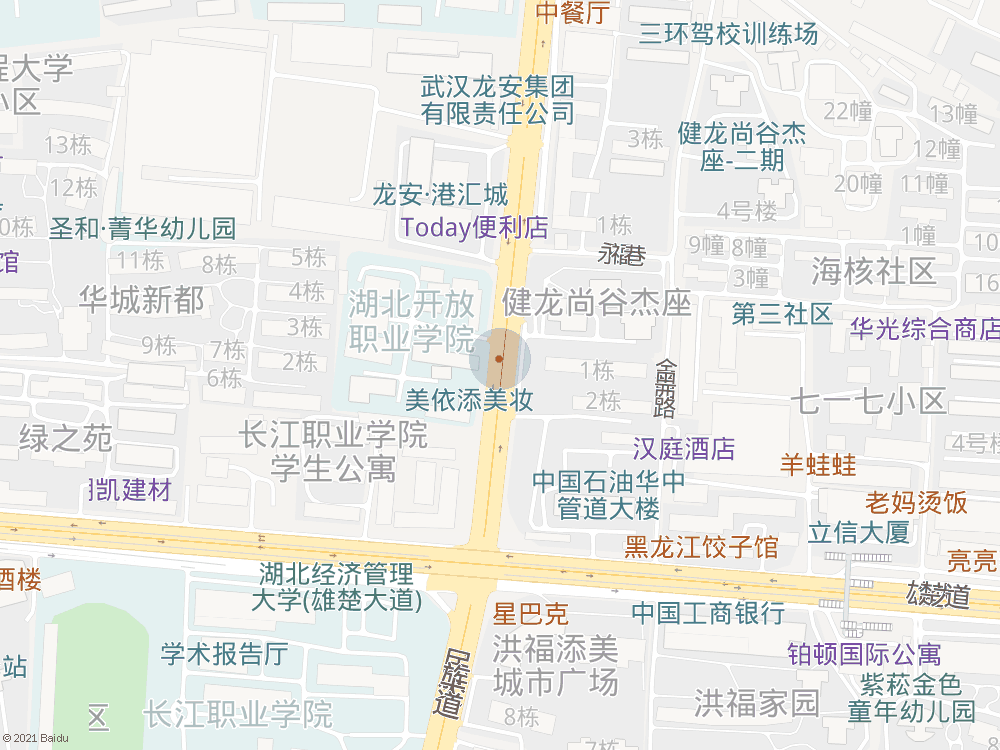 中餐厅
三环驾校训练场
程大学
小区
武汉龙安集团
有限责任公司
22幢
13幢
13栋
3栋
健龙尚谷杰
座-二期
12幢
12栋
龙安·港汇城
20幢
11幢
4号楼
圣和·菁华幼儿园
Today便利店
1栋
1幢
永福巷
9幢
8幢
10
馆
11栋
8栋
5栋
海核社区
3幢
16
华城新都
4栋
湖北开放
职业学院
健龙尚谷杰座
第三社区
华光综合商店
3栋
9栋
7栋
2栋
6栋
1栋
2栋
美依添美妆
七一七小区
绿之苑
长江职业学院
学生公寓
汉庭酒店
4号楼
羊蛙蛙
凯建材
中国石油华中
管道大楼
老妈烫饭
立信大厦
黑龙江饺子馆
亮亮
酒楼
湖北经济管理
大学(雄楚大道)
雄楚大道
星巴克
中国工商银行
学术报告厅
洪福添美
城市广场
民族大道
铂顿国际公寓
站
紫菘金色
童年幼儿园
洪福家园
区
长江职业学院
8栋
7栋
© 2021 Baidu